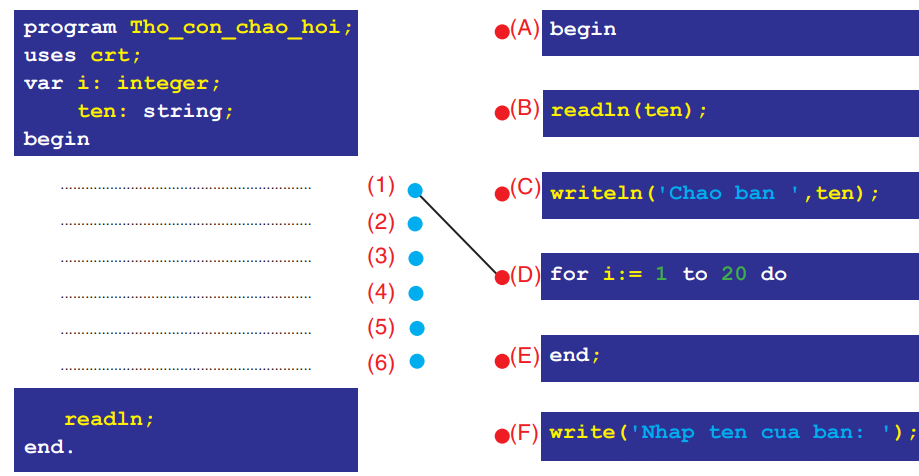 program Tho_con_chao_hoi;
uses crt;
var i: integer;
ten: string;
begin
(1)
(2)
(3)
(4)
(5)
(6)
readln;
end.
(A) begin
(B) readln(ten);
(C) writeln('Chao ban ',ten);
(D) for i:= 1 to 20 do
(E) end;
(F) write('Nhap ten cua ban: ');